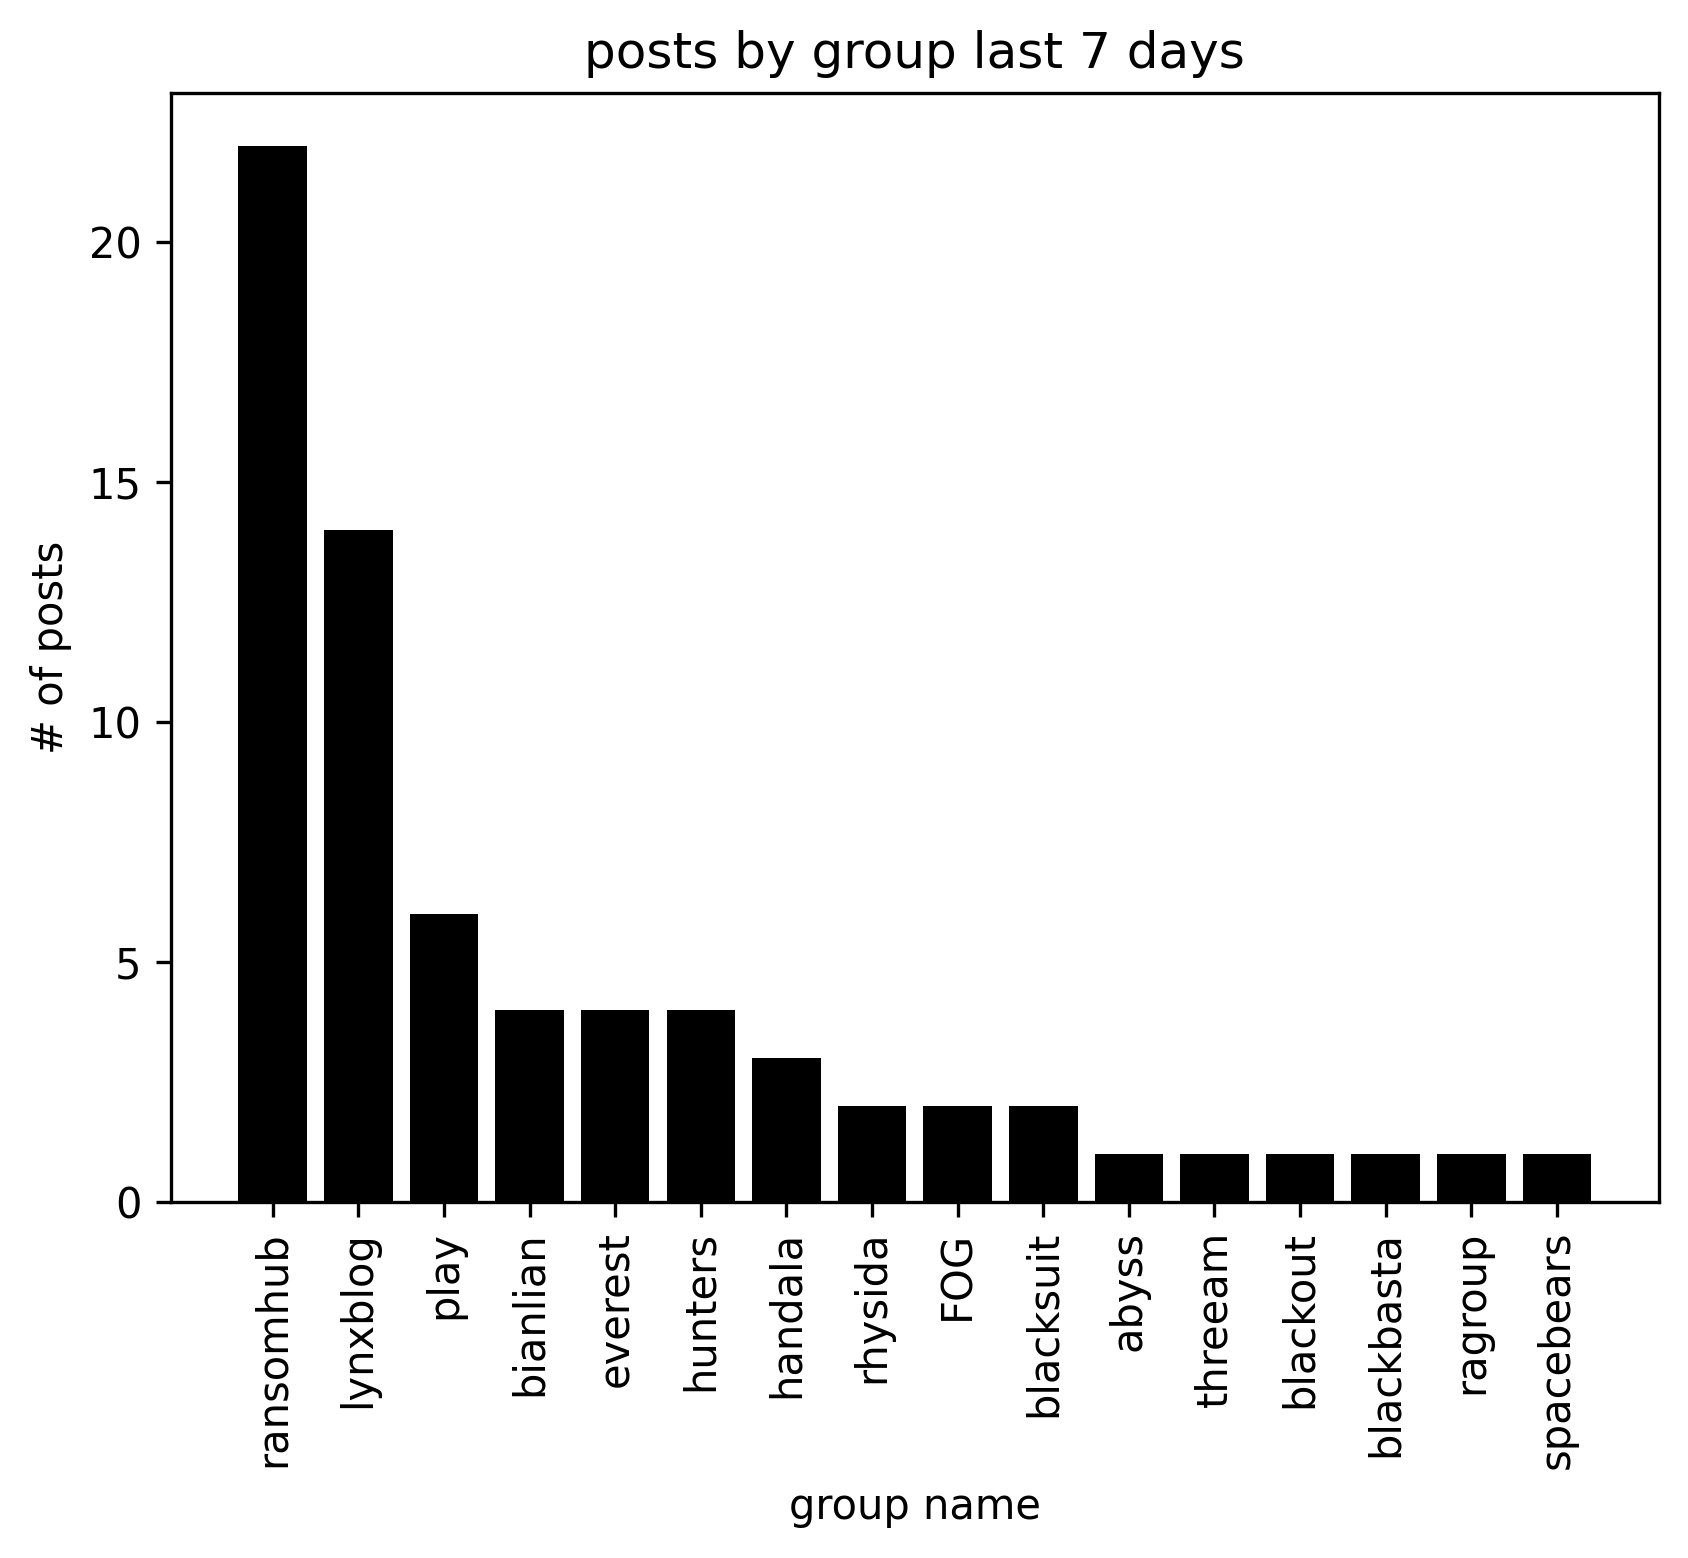 posts by group last 7 days
# of posts
20
15
10
5
0
ransomhub
lynxblog
play
bianlian
everest
hunters
handala
rhysida
FOG
blacksuit
abyss
threeam
blackout
blackbasta
ragroup
spacebears
group name